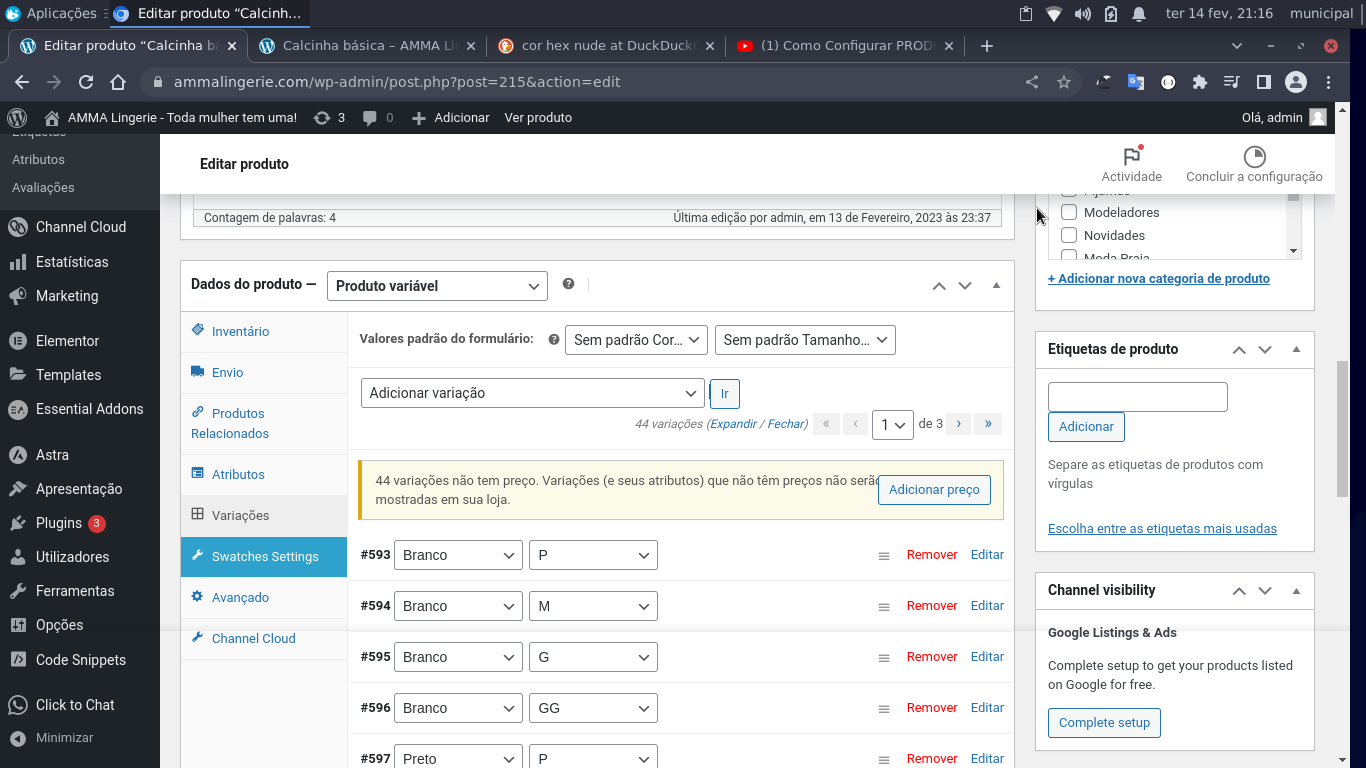 Aplicações
Editar produto “Calcinh...
ter 14 fev, 21:16
municipal
Editar produto “Calcinha b
Calcinha básica – AMMA Li
cor hex nude at DuckDuck
(1) Como Configurar PROD
ammalingerie.com/wp-admin/post.php?post=215&action=edit
AMMA Lingerie - Toda mulher tem uma!
3
0
Adicionar
Ver produto
Olá, admin
Etiquetas
Atributos
Avaliações
Channel Cloud
Estatísticas
Marketing
Elementor
Templates
Essential Addons
Astra
Apresentação
Plugins 3
Utilizadores
Ferramentas
Opções
Code Snippets
Click to Chat
Minimizar
Editar produto
Actividade
Concluir a configuração
Contagem de palavras: 4
Última edição por admin, em 13 de Fevereiro, 2023 às 23:37
Dados do produto —
Produto variável
Inventário
Envio
Produtos
Relacionados
Atributos
Variações
Swatches Settings
Avançado
Channel Cloud
Valores padrão do formulário:
Sem padrão Cor...
Sem padrão Tamanho...
Adicionar variação
Ir
44 variações (Expandir / Fechar)
« ‹ 1 de 3 › »
44 variações não tem preço. Variações (e seus atributos) que não têm preços não serão
mostradas em sua loja.
Adicionar preço
#593 Branco P Remover Editar
#594 Branco M Remover Editar
#595 Branco G Remover Editar
#596 Branco GG Remover Editar
#597 Preto P Remover Editar
Modeladores
Novidades
Moda Praia
+ Adicionar nova categoria de produto
Etiquetas de produto
Adicionar
Separe as etiquetas de produtos com
vírgulas
Escolha entre as etiquetas mais usadas
Channel visibility
Google Listings & Ads
Complete setup to get your products listed
on Google for free.
Complete setup